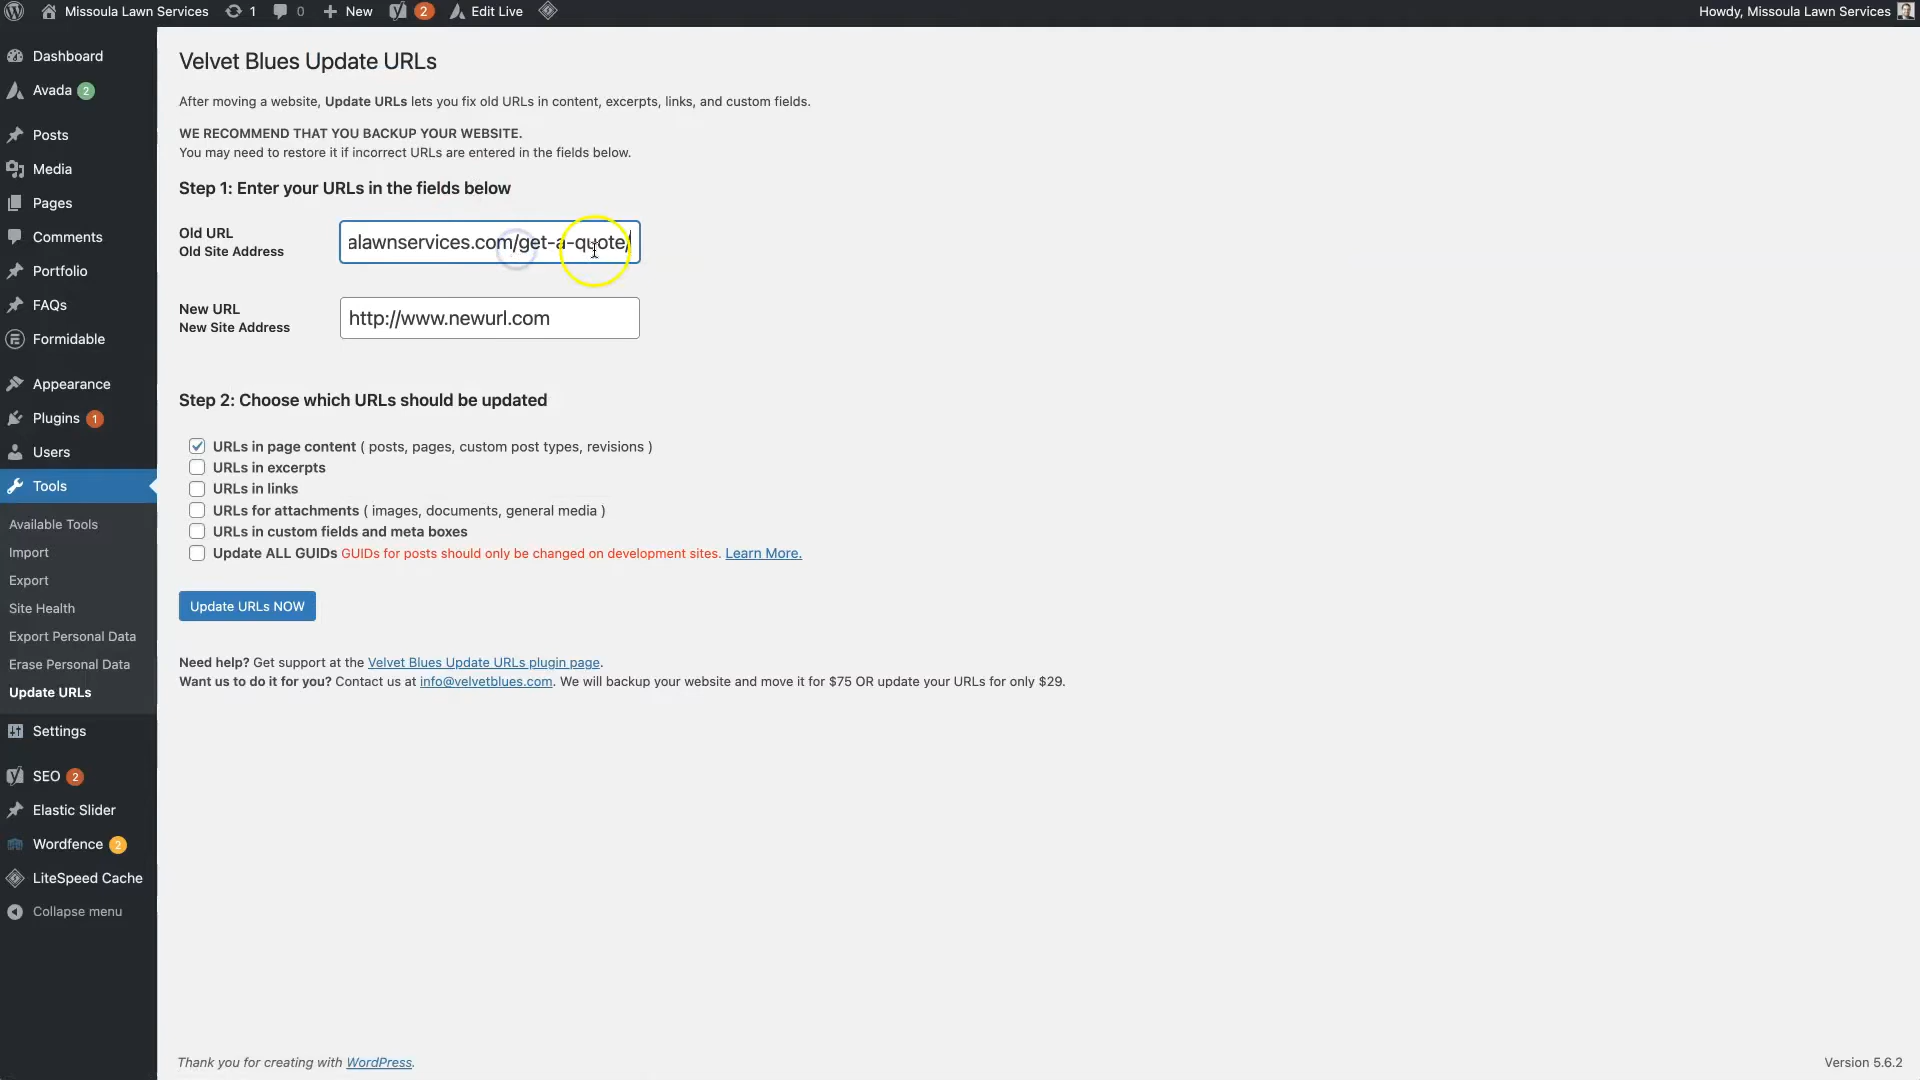 Missoula Lawn Services 1 0 New 2 Edit Live Howdy, Missoula Lawn Services
Dashboard
Avada 2
Posts
Media
Pages
Comments
Portfolio
FAQs
Formidable
Appearance
Plugins 1
Users
Tools
Available Tools
Import
Export
Site Health
Export Personal Data
Erase Personal Data
Update URLs
Settings
SEO 2
Elastic Slider
Wordfence 2
LiteSpeed Cache
Collapse menu
Velvet Blues Update URLs
After moving a website, Update URLs lets you fix old URLs in content, excerpts, links, and custom fields.
WE RECOMMEND THAT YOU BACKUP YOUR WEBSITE.
You may need to restore it if incorrect URLs are entered in the fields below.
Step 1: Enter your URLs in the fields below
Old URL
Old Site Address
alawnservices.com/get-a-quote/
New URL
New Site Address
http://www.newurl.com
Step 2: Choose which URLs should be updated
URLs in page content ( posts, pages, custom post types, revisions )
URLs in excerpts
URLs in links
URLs for attachments ( images, documents, general media )
URLs in custom fields and meta boxes
Update ALL GUIDs GUIDs for posts should only be changed on development sites. Learn More.
Update URLs NOW
Need help? Get support at the Velvet Blues Update URLs plugin page.
Want us to do it for you? Contact us at info@velvetblues.com. We will backup your website and move it for $75 OR update your URLs for only $29.
Thank you for creating with WordPress. Version 5.6.2